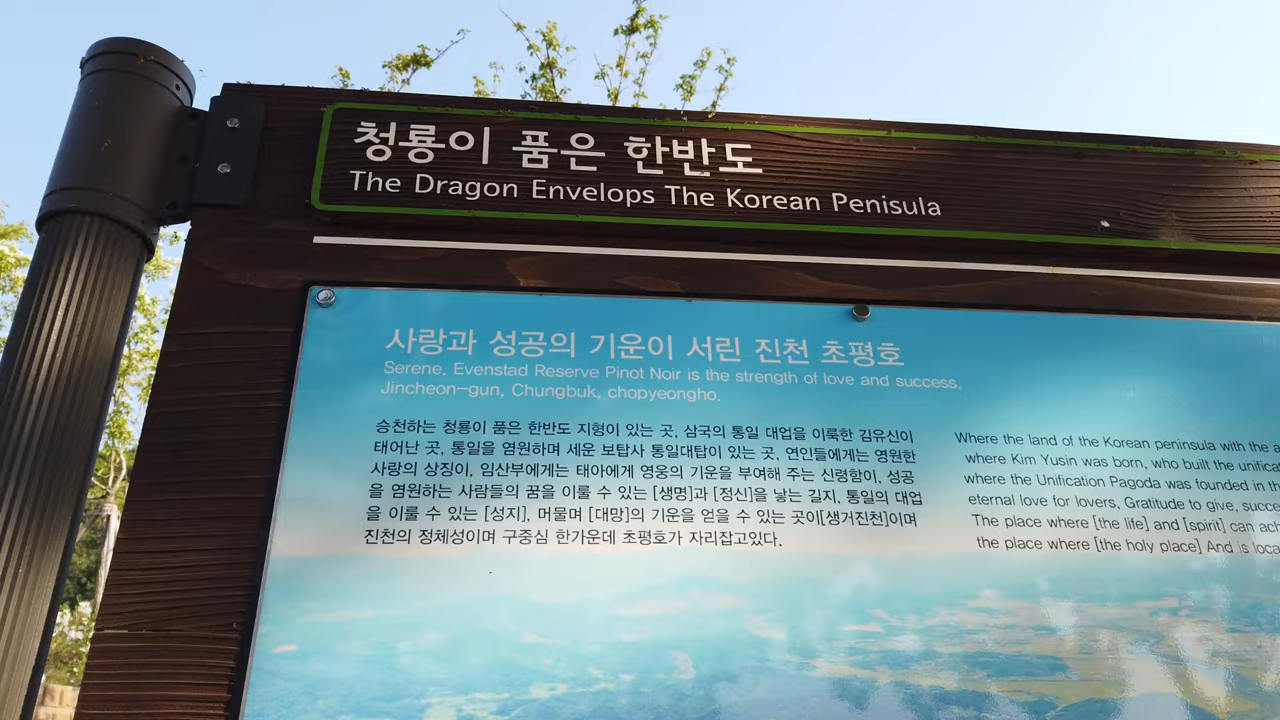 청룡이 품은 한반도
The Dragon Envelops The Korean Penisula
사랑과 성공의 기운이 서린 진천 초평호
Serene, Evenstad Reserve Pinot Noir is the strength of love and success,
Jincheon-gun, Chungbuk, chopyeongho.
승천하는 청룡이 품은 한반도 지형이 있는 곳, 삼국의 통일 대업을 이룩한 김유신이
태어난 곳, 통일을 염원하며 세운 보탑사 통일대탑이 있는 곳, 연인들에게는 영원한
사랑의 상징이, 임산부에게는 태아에게 영웅의 기운을 부여해 주는 신령함이, 성공
을 염원하는 사람들의 꿈을 이룰 수 있는 [생명]과 [정신]을 낳는 길지, 통일의 대업
을 이룰 수 있는 [성지], 머물며 [대망]의 기운을 얻을 수 있는 곳이[생거진천]이며
진천의 정체성이며 구중심 한가운데 초평호가 자리잡고있다.
Where the land of the Korean peninsula with the
where Kim Yusin was born, who built the
where the Unification Pagoda was founded in
eternal love for lovers, Gratitude to give,
The place where [the life] and [spirit] can
the place where [the holy place] And is